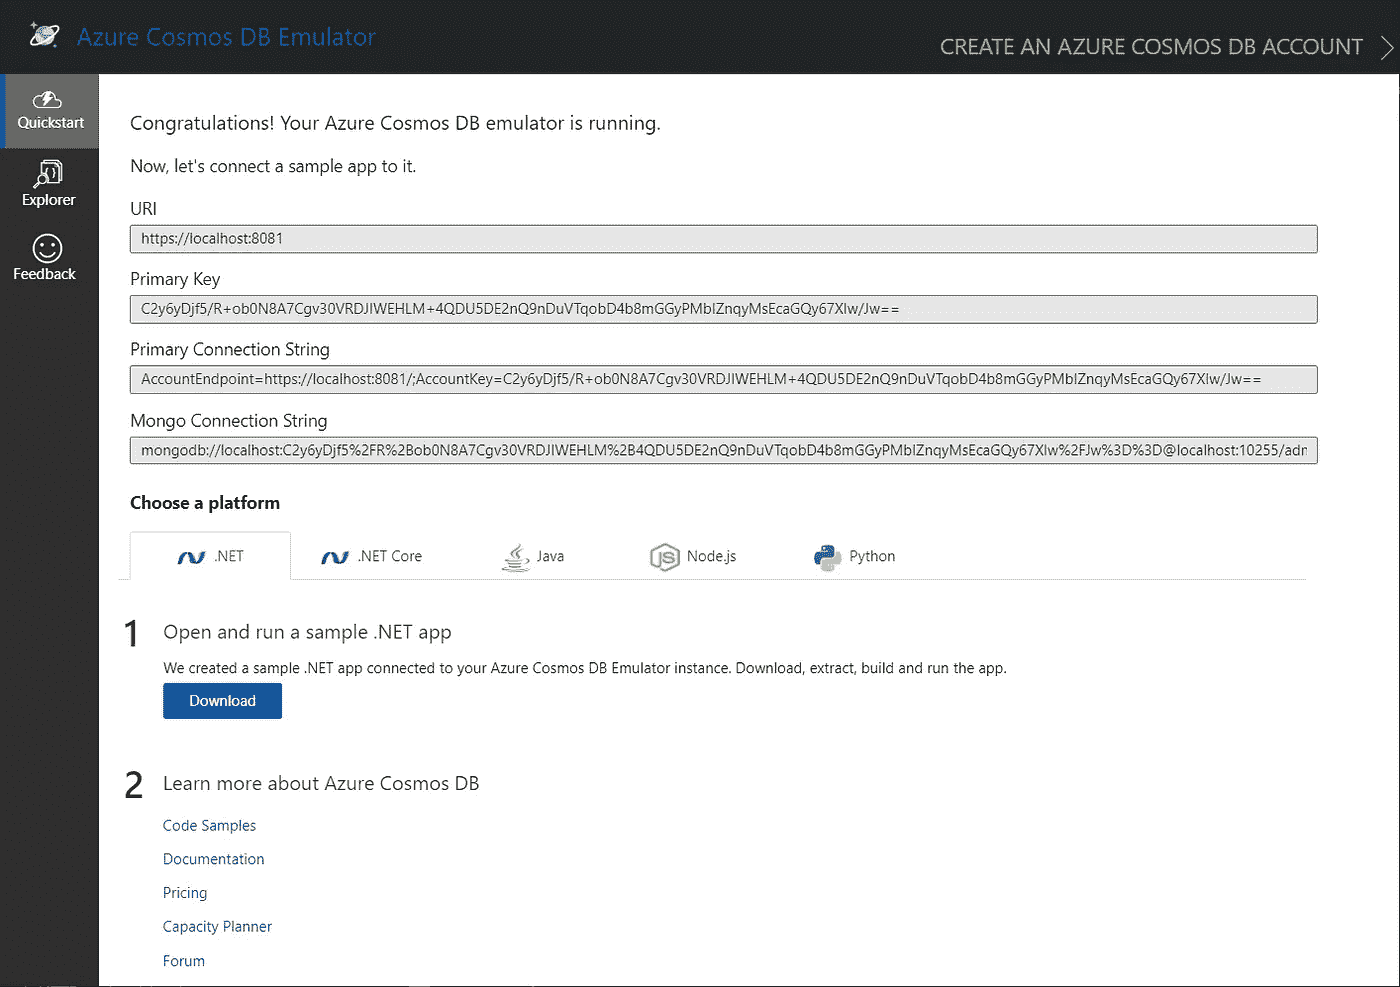 Azure Cosmos DB Emulator
CREATE AN AZURE COSMOS DB ACCOUNT
Quickstart
Explorer
Feedback
Congratulations! Your Azure Cosmos DB emulator is running.
Now, let's connect a sample app to it.
URI
https://localhost:8081
Primary Key
C2y6yDjf5/R+ob0N8A7Cgv30VRDJIWEHLM+4QDU5DE2nQ9nDuVTqobD4b8mGGyPMbIZnqyMsEcaGQy67XIw/Jw==
Primary Connection String
AccountEndpoint=https://localhost:8081/;AccountKey=C2y6yDjf5/R+ob0N8A7Cgv30VRDJIWEHLM+4QDU5DE2nQ9nDuVTqobD4b8mGGyPMbIZnqyMsEcaGQy67XIw/Jw==
Mongo Connection String
mongodb://localhost:C2y6yDjf5%2FR%2Bob0N8A7Cgv30VRDJIWEHLM%2B4QDU5DE2nQ9nDuVTqobD4b8mGGyPMbIZnqyMsEcaGQy67XIw%2FJw%3D%3D@localhost:10255/adm
Choose a platform
.NET
.NET Core
Java
Node.js
Python
1
Open and run a sample .NET app
We created a sample .NET app connected to your Azure Cosmos DB Emulator instance. Download, extract, build and run the app.
Download
2
Learn more about Azure Cosmos DB
Code Samples
Documentation
Pricing
Capacity Planner
Forum